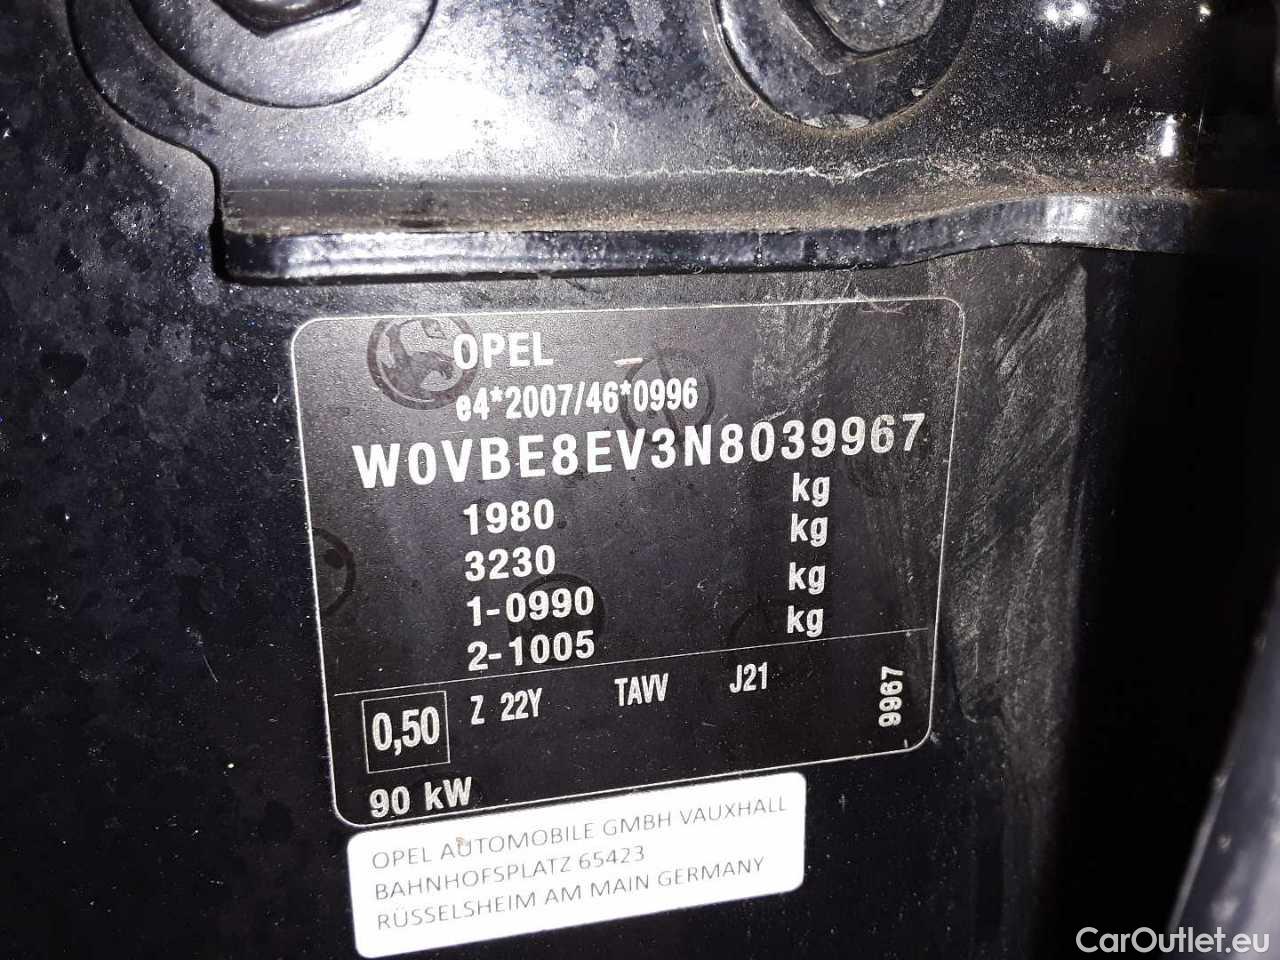 OPEL
e4*2007/46*0996
W0VBE8EV3N8039967
1980 kg
3230 kg
1-0990 kg
2-1005 kg
0,50 Z 22Y TAVV J21 9967
90 kW
OPEL AUTOMOBILE GMBH VAUXHALL
BAHNHOFSPLATZ 65423
RÜSSELSHEIM AM MAIN GERMANY
CarOutlet.eu